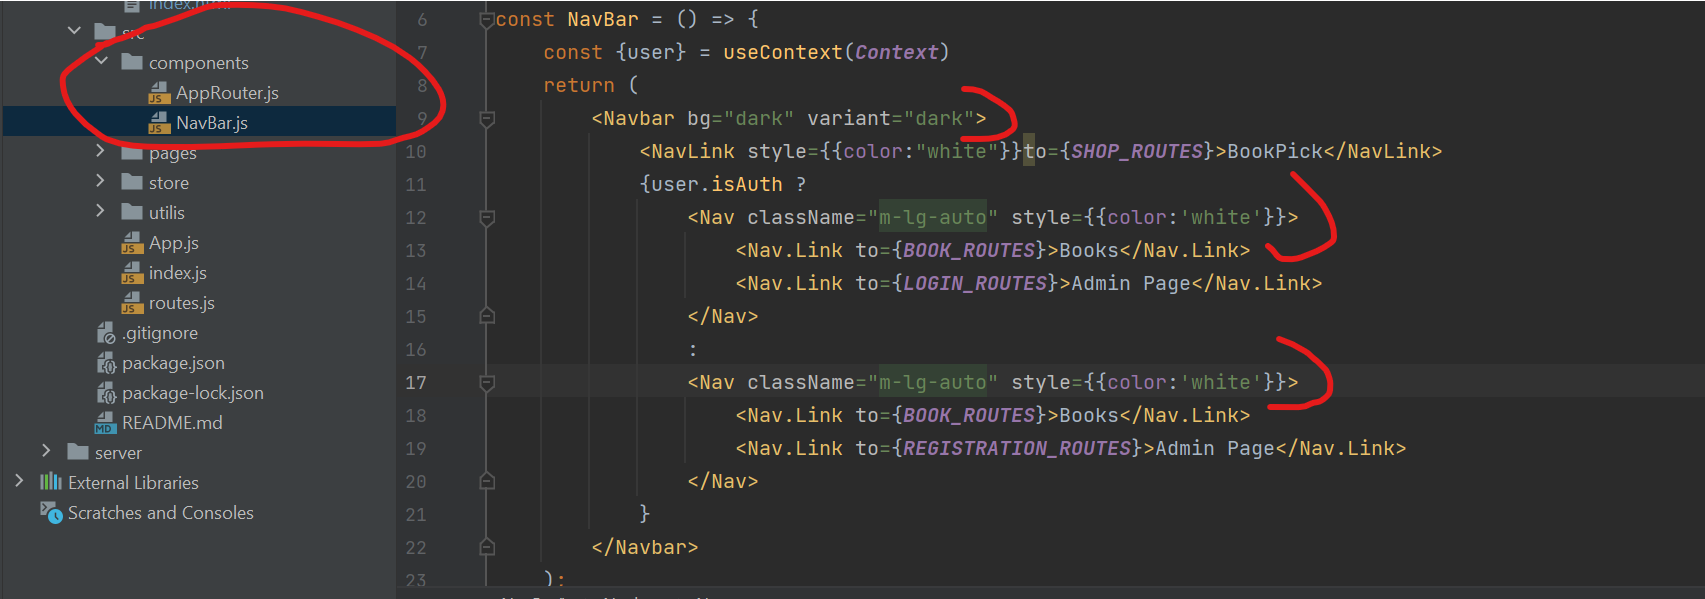 index.html
src
components
AppRouter.js
NavBar.js
pages
store
utilis
App.js
index.js
routes.js
.gitignore
package.json
package-lock.json
README.md
server
External Libraries
Scratches and Consoles
6 const NavBar = () => {
7 const {user} = useContext(Context)
8 return (
9 <Navbar bg="dark" variant="dark">
10 <NavLink style={{color:"white"}}to={SHOP_ROUTES}>BookPick</NavLink>
11 {user.isAuth ?
12 <Nav className="m-lg-auto" style={{color:'white'}}>
13 <Nav.Link to={BOOK_ROUTES}>Books</Nav.Link>
14 <Nav.Link to={LOGIN_ROUTES}>Admin Page</Nav.Link>
15 </Nav>
16 :
17 <Nav className="m-lg-auto" style={{color:'white'}}>
18 <Nav.Link to={BOOK_ROUTES}>Books</Nav.Link>
19 <Nav.Link to={REGISTRATION_ROUTES}>Admin Page</Nav.Link>
20 </Nav>
21 }
22 </Navbar>
23 );